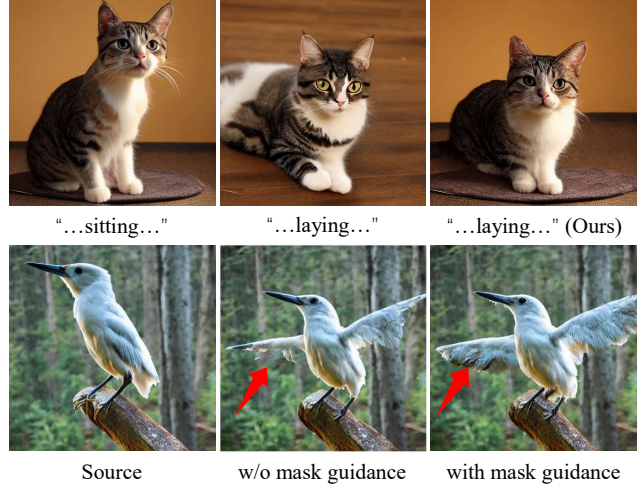 “...sitting...”
“...laying...”
“...laying...” (Ours)
Source
w/o mask guidance
with mask guidance